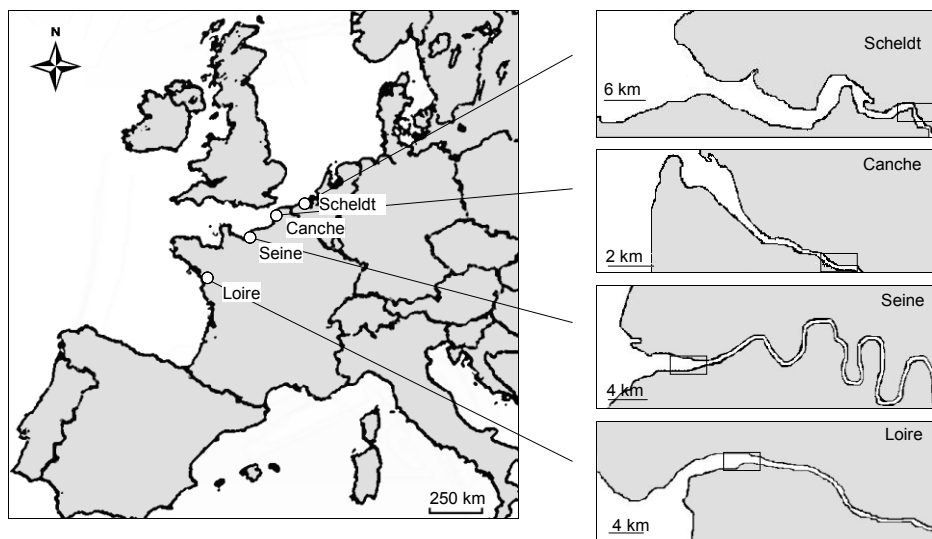 N
Scheldt
Canche
Seine
Loire
250 km
Scheldt
6 km
Canche
2 km
Seine
4 km
Loire
4 km